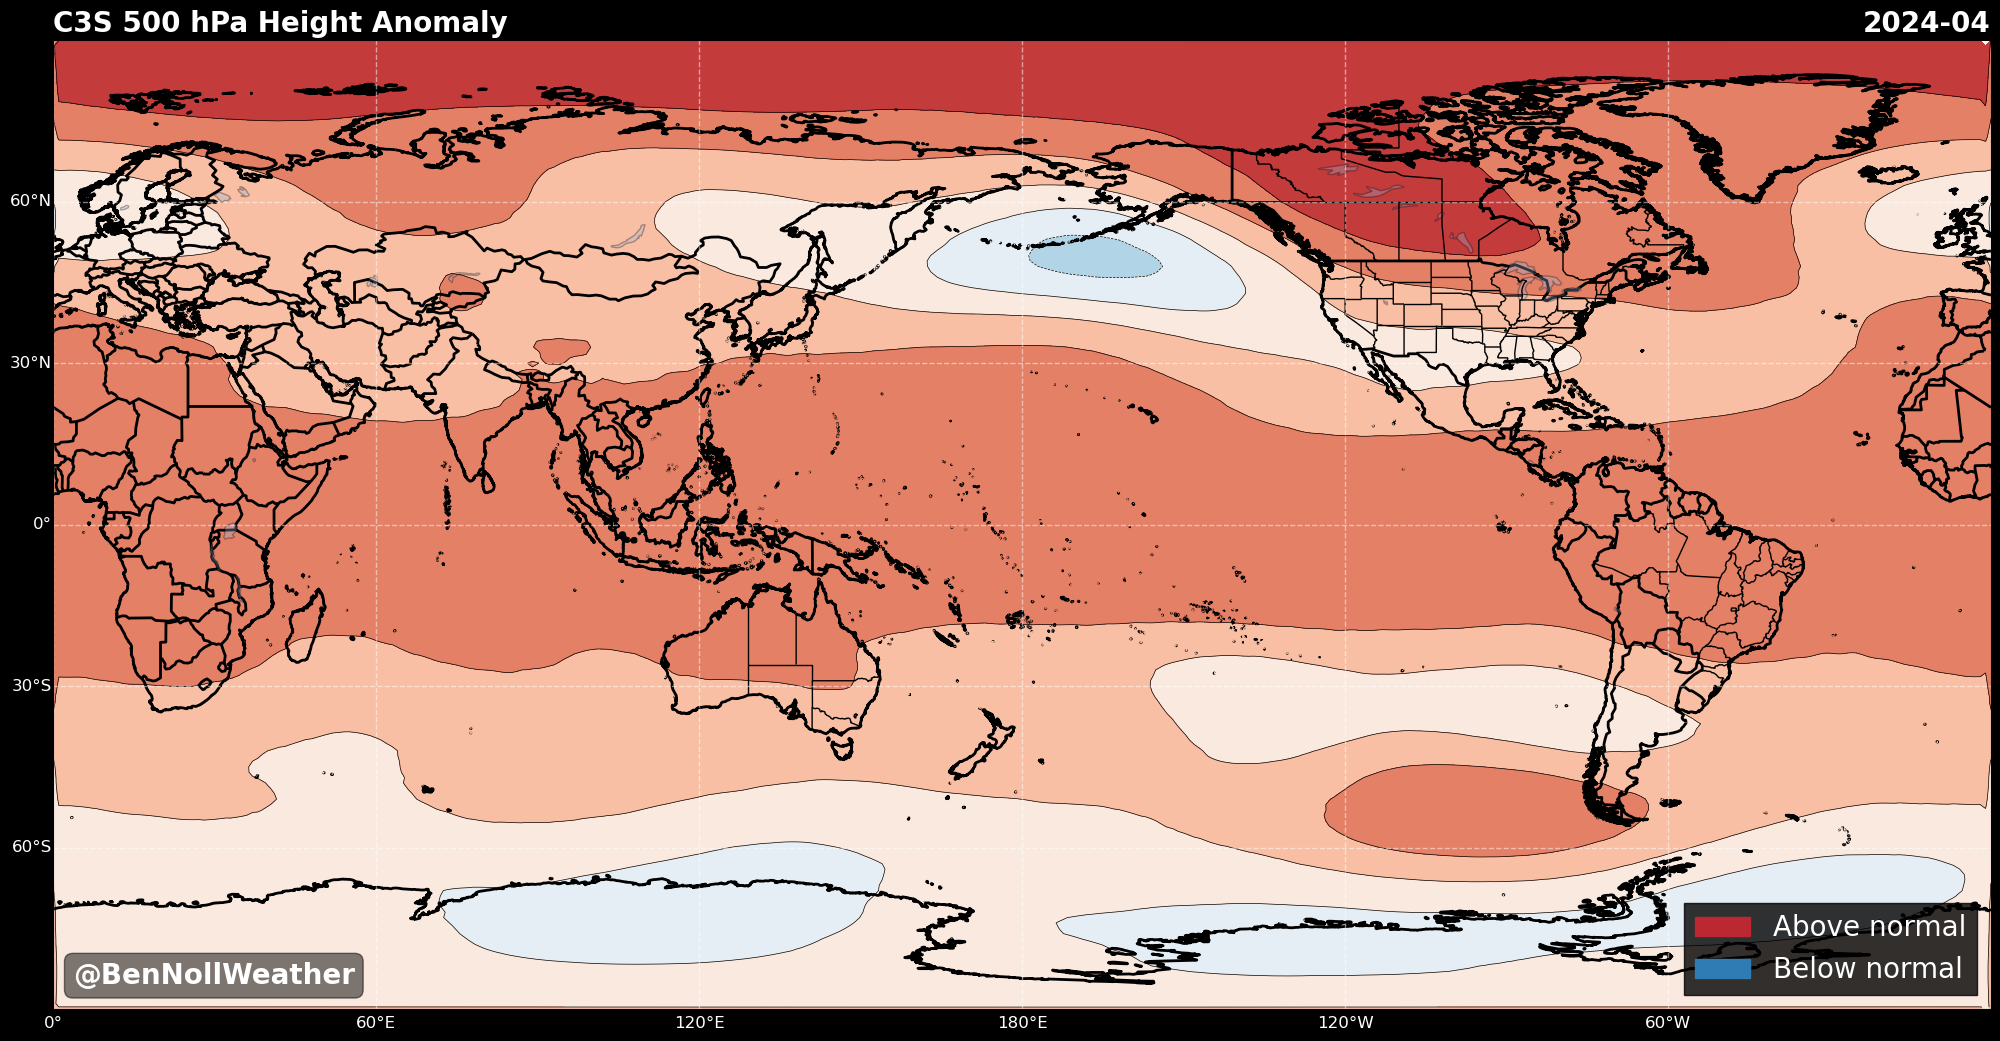 C3S 500 hPa Height Anomaly
2024-04
60°N
30°N
0°
30°S
60°S
Above normal
Below normal
@BenNollWeather
0°
60°E
120°E
180°E
120°W
60°W